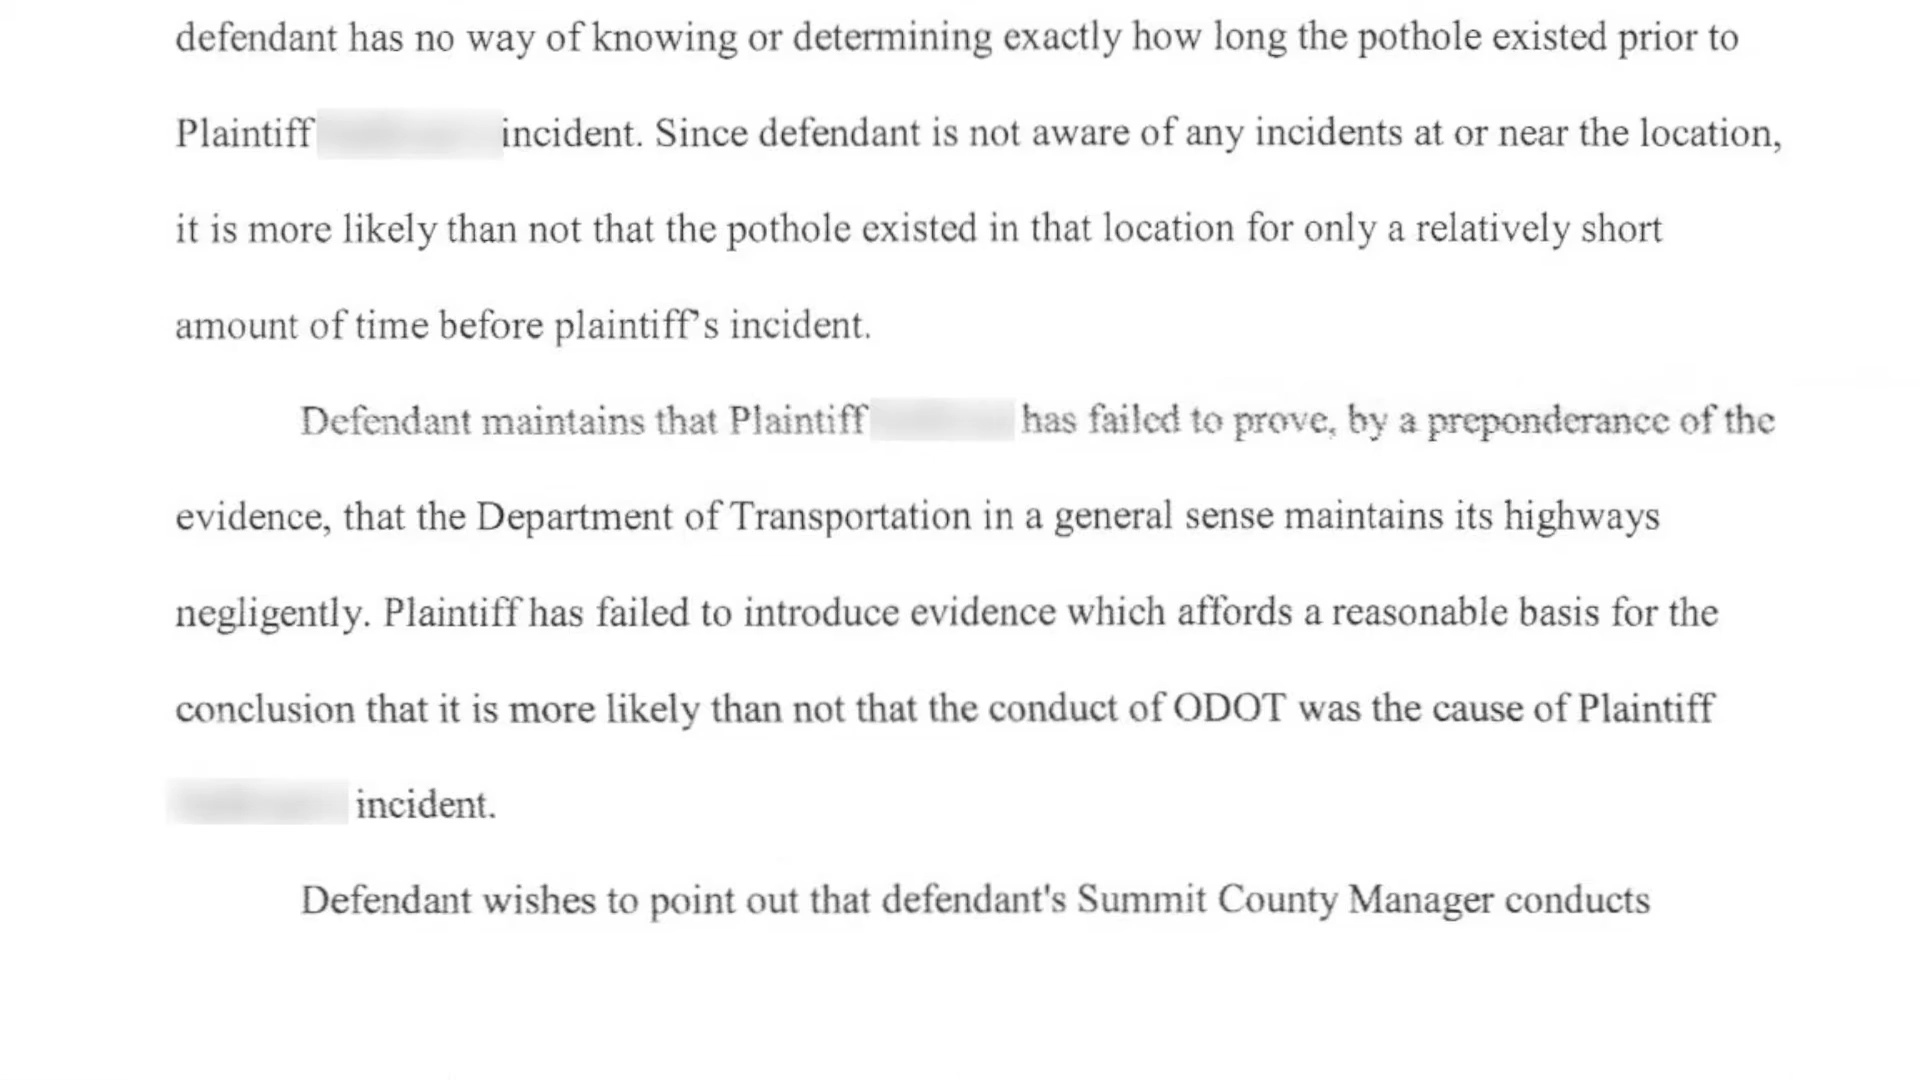 defendant has no way of knowing or determining exactly how long the pothole existed prior to
Plaintiff incident. Since defendant is not aware of any incidents at or near the location,
it is more likely than not that the pothole existed in that location for only a relatively short
amount of time before plaintiff's incident.
Defendant maintains that Plaintiff has failed to prove, by a preponderance of the
evidence, that the Department of Transportation in a general sense maintains its highways
negligently. Plaintiff has failed to introduce evidence which affords a reasonable basis for the
conclusion that it is more likely than not that the conduct of ODOT was the cause of Plaintiff
incident.
Defendant wishes to point out that defendant's Summit County Manager conducts